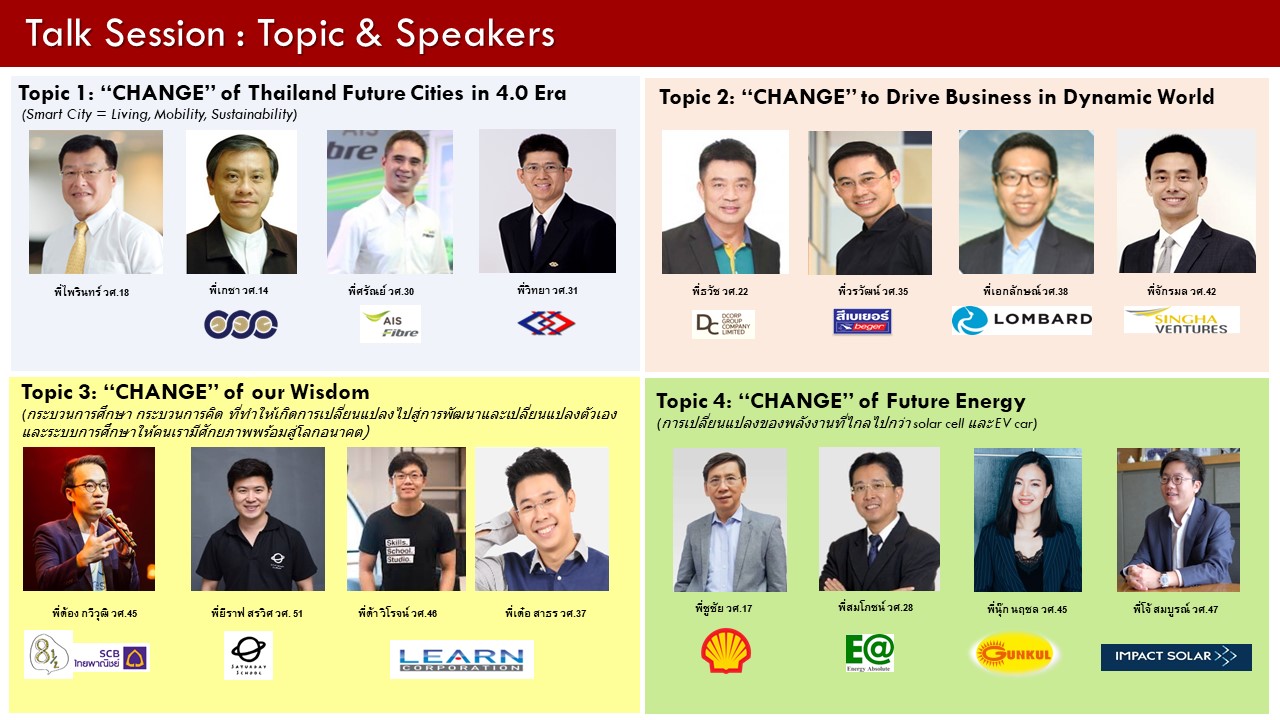 Talk Session : Topic & Speakers
Topic 1: “CHANGE” of Thailand Future Cities in 4.0 Era
(Smart City = Living, Mobility, Sustainability)
AIS
Fibre
พี่ไพรินทร์ วศ.18
พี่เกชา วศ.14
พี่ศรัณย์ วศ.30
พี่วิทยา วศ.31
AIS
Fibre
Topic 2: “CHANGE” to Drive Business in Dynamic World
พี่ธวัช วศ.22
พี่วรวัฒน์ วศ.35
พี่เอกลักษณ์ วศ.38
พี่จักรมล วศ.42
DC DCORP
GROUP
COMPANY
LIMITED
สีเบเยอร์
beger
LOMBARD
SINGHA
VENTURES
Topic 3: “CHANGE” of our Wisdom
(กระบวนการศึกษา กระบวนการคิด ที่ทำให้เกิดการเปลี่ยนแปลงไปสู่การพัฒนาและเปลี่ยนแปลงตัวเอง
และระบบการศึกษาให้คนเรามีศักยภาพพร้อมสู่โลกอนาคต)
Skills.
School.
Studio.
พี่ต้อง กวีวุฒิ วศ.45
พี่ยีราฟ สรวิศ วศ. 51
พี่ต้า วิโรจน์ วศ.46
พี่เต๋อ สาธร วศ.37
8½
SCB
ไทยพาณิชย์
SATURDAY
SCHOOL
LEARN
CORPORATION
Topic 4: “CHANGE” of Future Energy
(การเปลี่ยนแปลงของพลังงานที่ไกลไปกว่า solar cell และ EV car)
พี่ชูชัย วศ.17
พี่สมโภชน์ วศ.28
พี่นุ๊ก นฤชล วศ.45
พี่โจ้ สมบูรณ์ วศ.47
E@
Energy Absolute
GUNKUL
IMPACT SOLAR